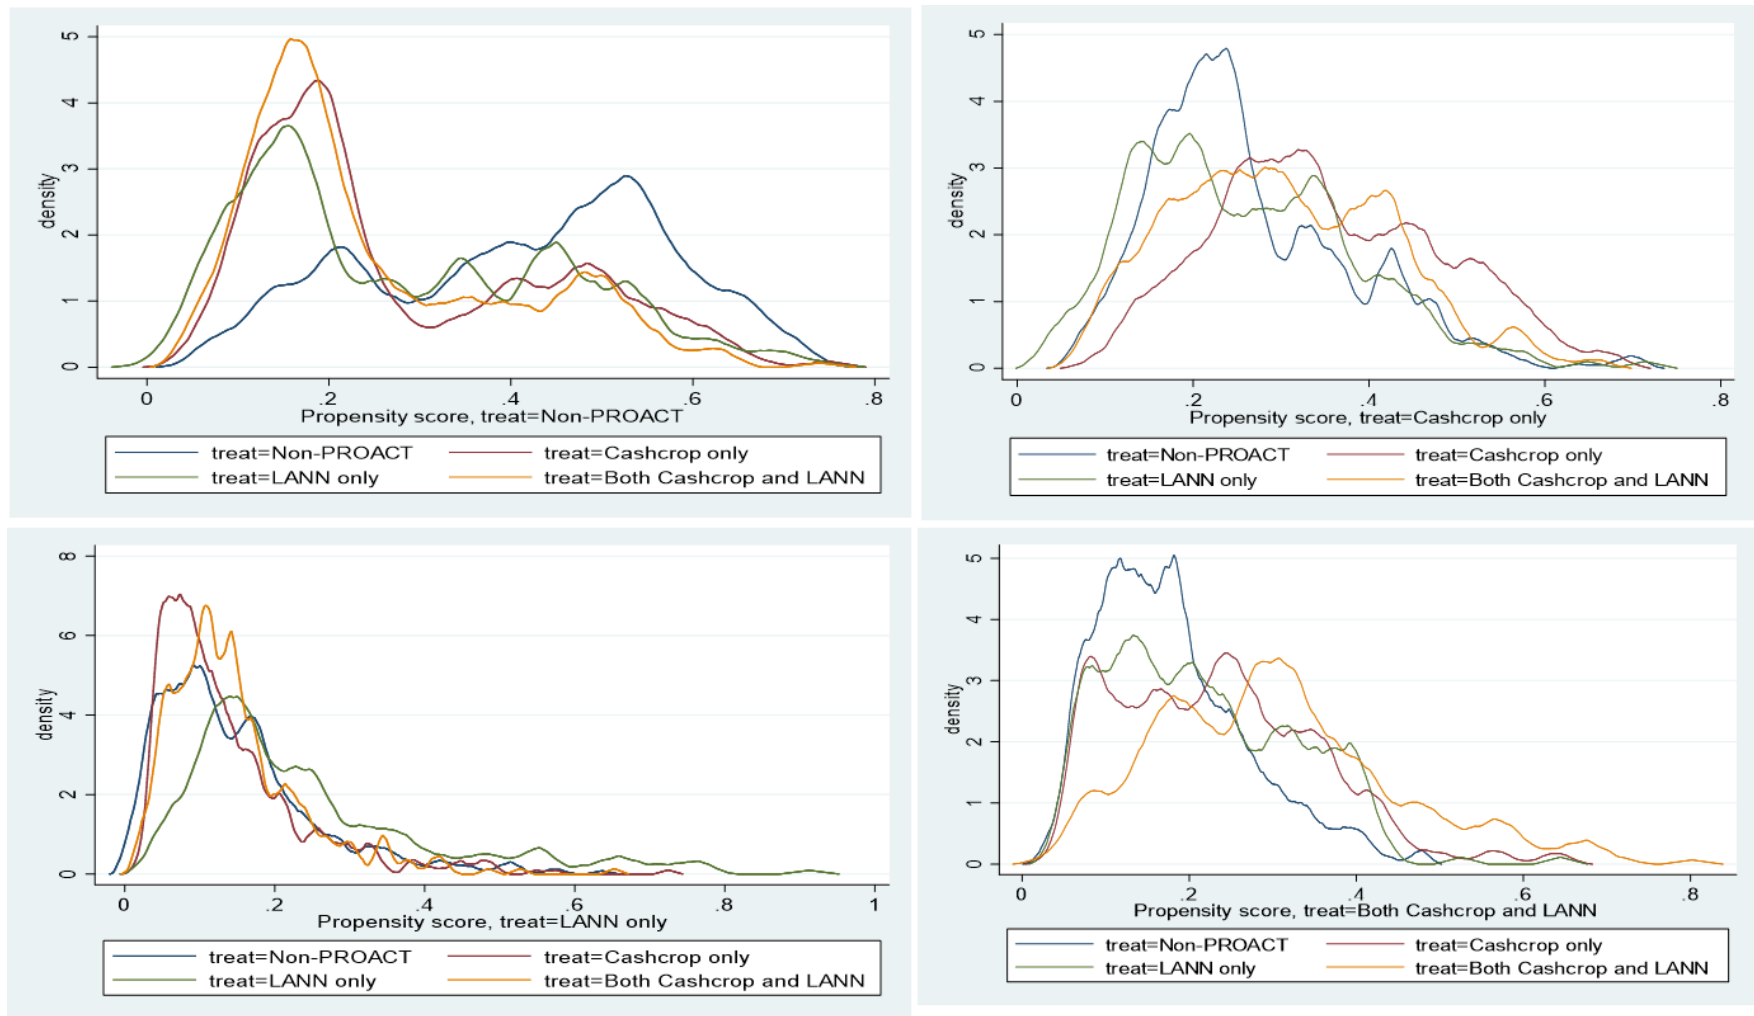 5
4
3
2
1
0
density
0 .2 .4 .6 .8
Propensity score, treat=Non-PROACT
treat=Non-PROACT treat=Cashcrop only
treat=LANN only treat=Both Cashcrop and LANN
5
4
3
2
1
0
density
0 .2 .4 .6 .8
Propensity score, treat=Cashcrop only
treat=Non-PROACT treat=Cashcrop only
treat=LANN only treat=Both Cashcrop and LANN
8
6
4
2
0
density
0 .2 .4 .6 .8 1
Propensity score, treat=LANN only
treat=Non-PROACT treat=Cashcrop only
treat=LANN only treat=Both Cashcrop and LANN
5
4
3
2
1
0
density
0 .2 .4 .6 .8
Propensity score, treat=Both Cashcrop and LANN
treat=Non-PROACT treat=Cashcrop only
treat=LANN only treat=Both Cashcrop and LANN